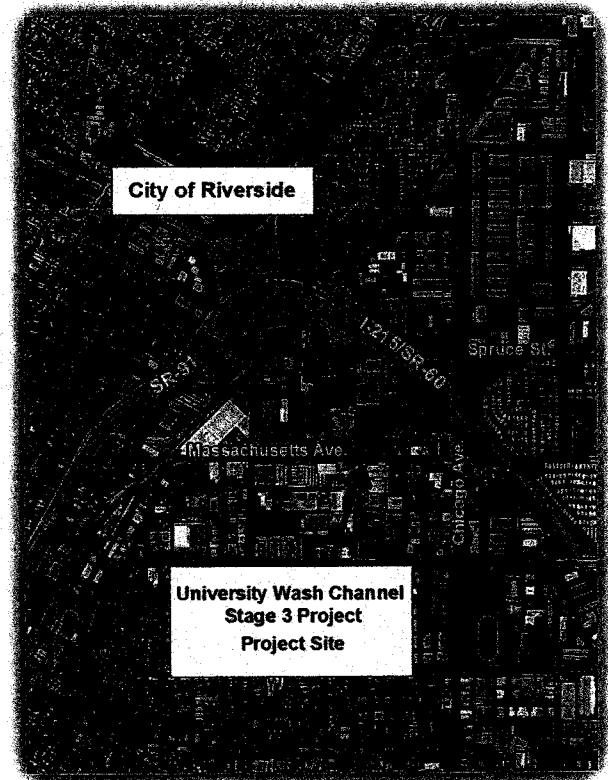 City of Riverside
I-215/SR-60
Spruce St
SR-91
Massachusetts Ave
Chicago Ave
University Wash Channel
Stage 3 Project
Project Site